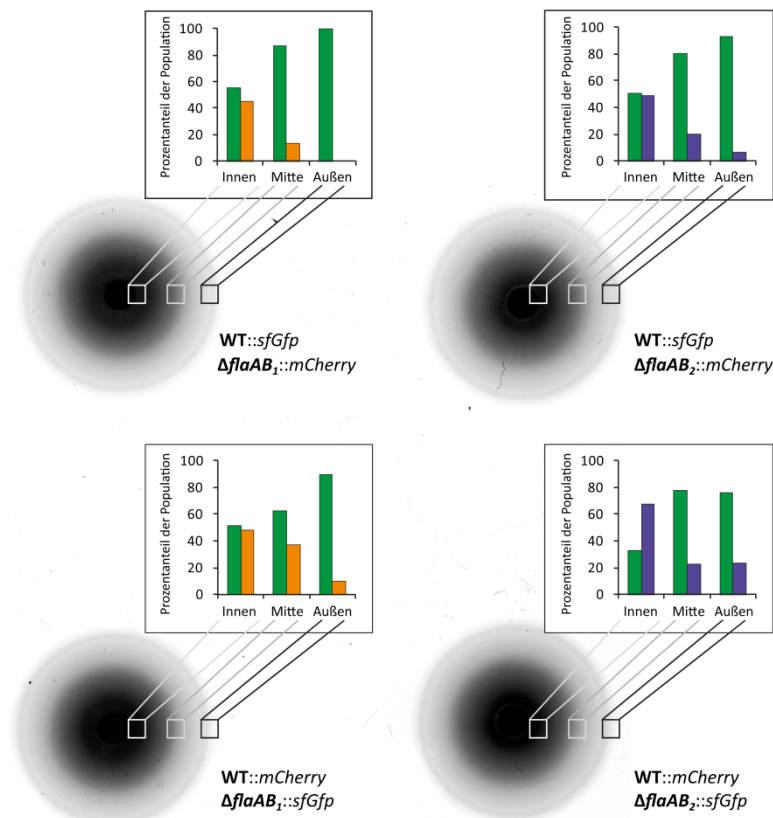 Prozentanteil der Population
100
80
60
40
20
0
Innen Mitte Außen
WT::sfGfp
ΔflaAB₁::mCherry
Prozentanteil der Population
100
80
60
40
20
0
Innen Mitte Außen
WT::sfGfp
ΔflaAB₂::mCherry
Prozentanteil der Population
100
80
60
40
20
0
Innen Mitte Außen
WT::mCherry
ΔflaAB₁::sfGfp
Prozentanteil der Population
100
80
60
40
20
0
Innen Mitte Außen
WT::mCherry
ΔflaAB₂::sfGfp